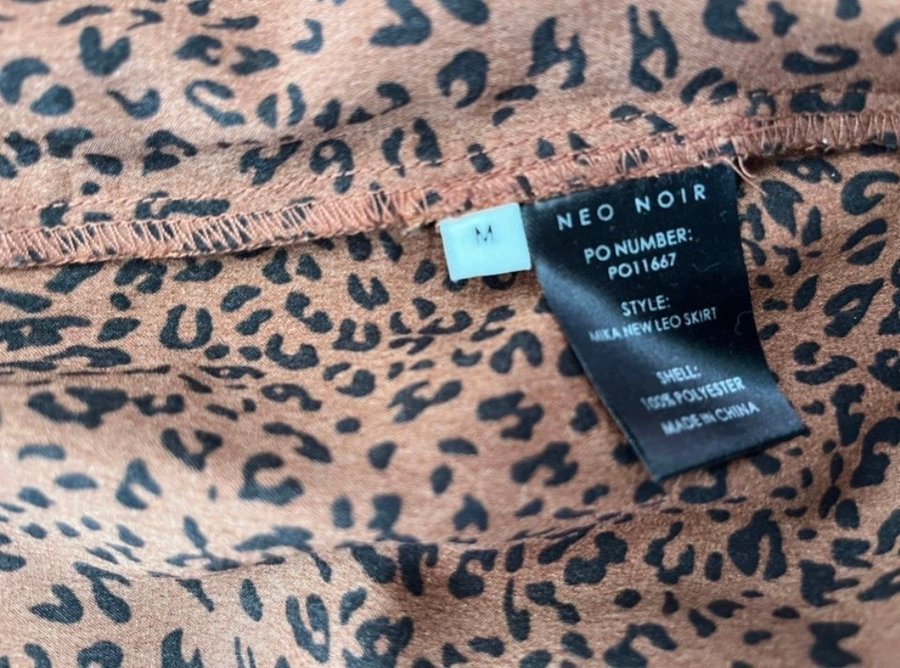 M
NEO NOIR
PO NUMBER:
PO11667
STYLE:
MIKA NEW LEO SKIRT
SHELL:
100% POLYESTER
MADE IN CHINA